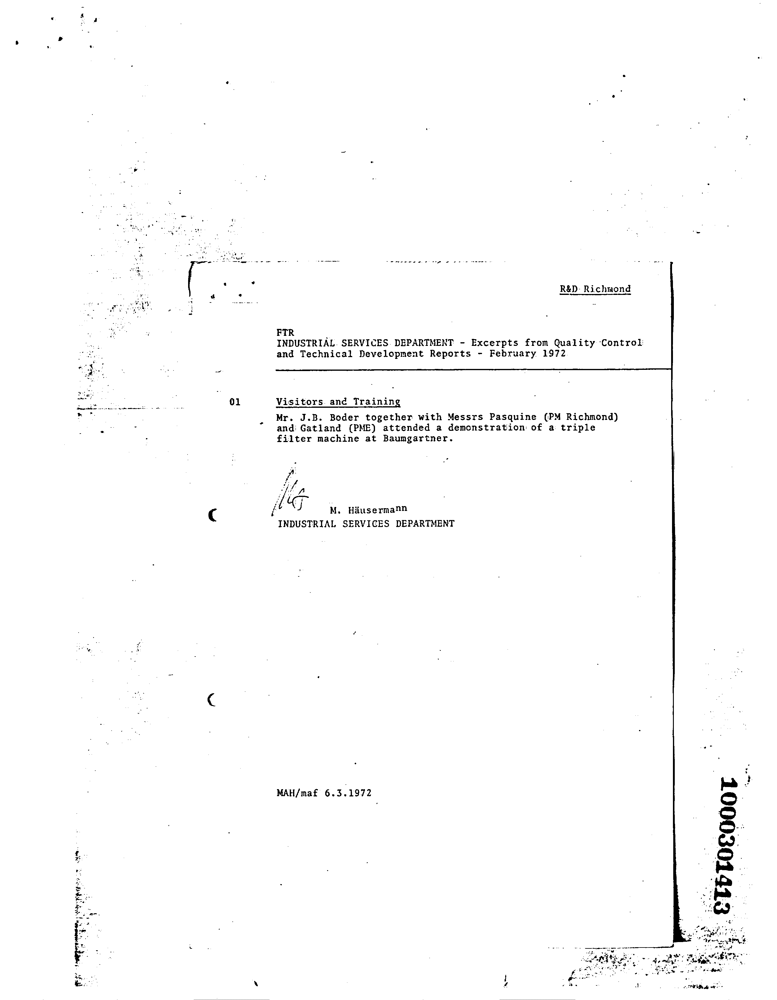 R&D Richmond
FTR
INDUSTRIAL SERVICES DEPARTMENT - Excerpts from Quality Control
and Technical Development Reports - February 1972
01 Visitors and Training
Mr. J.B. Boder together with Messrs Pasquine (PM Richmond)
and Gatland (PME) attended a demonstration of a triple
filter machine at Baumgartner.
M. Häusermann
INDUSTRIAL SERVICES DEPARTMENT
MAH/maf 6.3.1972
1000301413